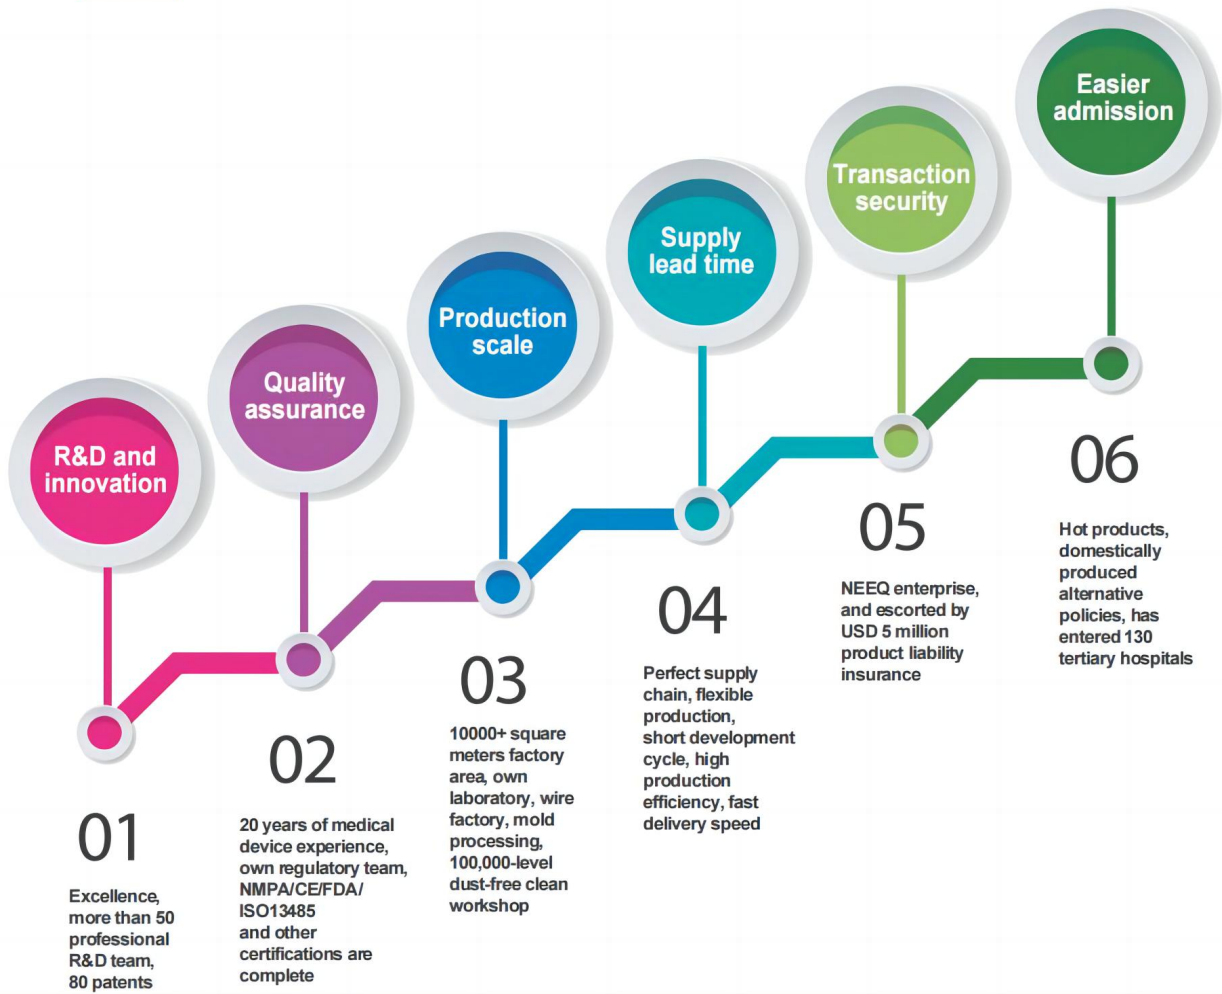 R&D and
innovation
01
Excellence,
more than 50
professional
R&D team,
80 patents
Quality
assurance
02
20 years of medical
device experience,
own regulatory team,
NMPA/CE/FDA/
ISO13485
and other
certifications are
complete
Production
scale
03
10000+ square
meters factory
area, own
laboratory, wire
factory, mold
processing,
100,000-level
dust-free clean
workshop
Supply
lead time
04
Perfect supply
chain, flexible
production,
short development
cycle, high
production
efficiency, fast
delivery speed
Transaction
security
05
NEEQ enterprise,
and escorted by
USD 5 million
product liability
insurance
Easier
admission
06
Hot products,
domestically
produced
alternative
policies, has
entered 130
tertiary hospitals